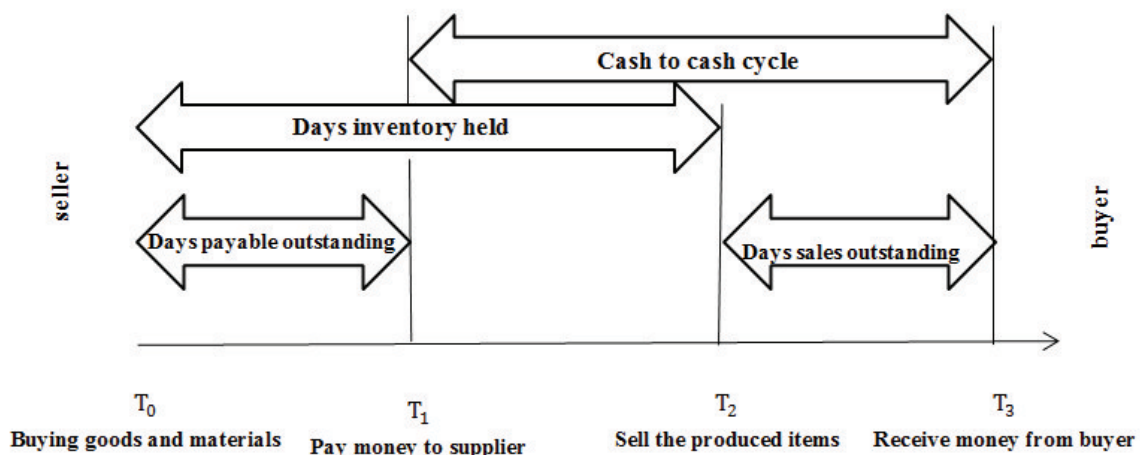 Cash to cash cycle
Days inventory held
seller
buyer
Days payable outstanding
Days sales outstanding
T0
T1
T2
T3
Buying goods and materials
Pay money to supplier
Sell the produced items
Receive money from buyer